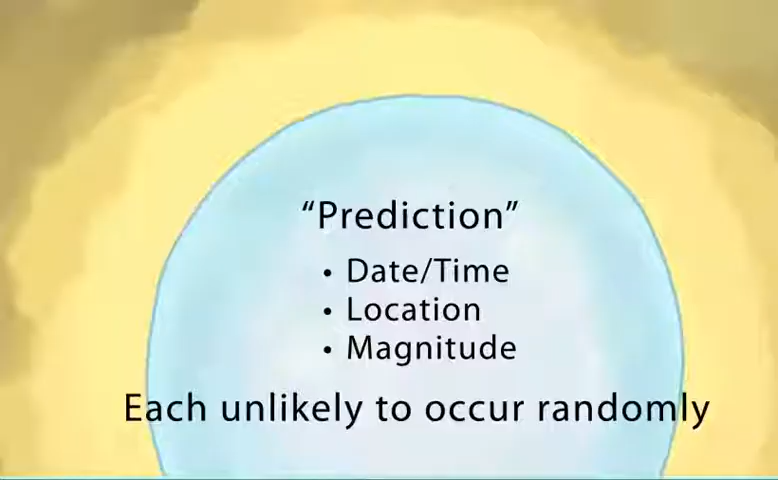 “Prediction”
• Date/Time
• Location
• Magnitude
Each unlikely to occur randomly